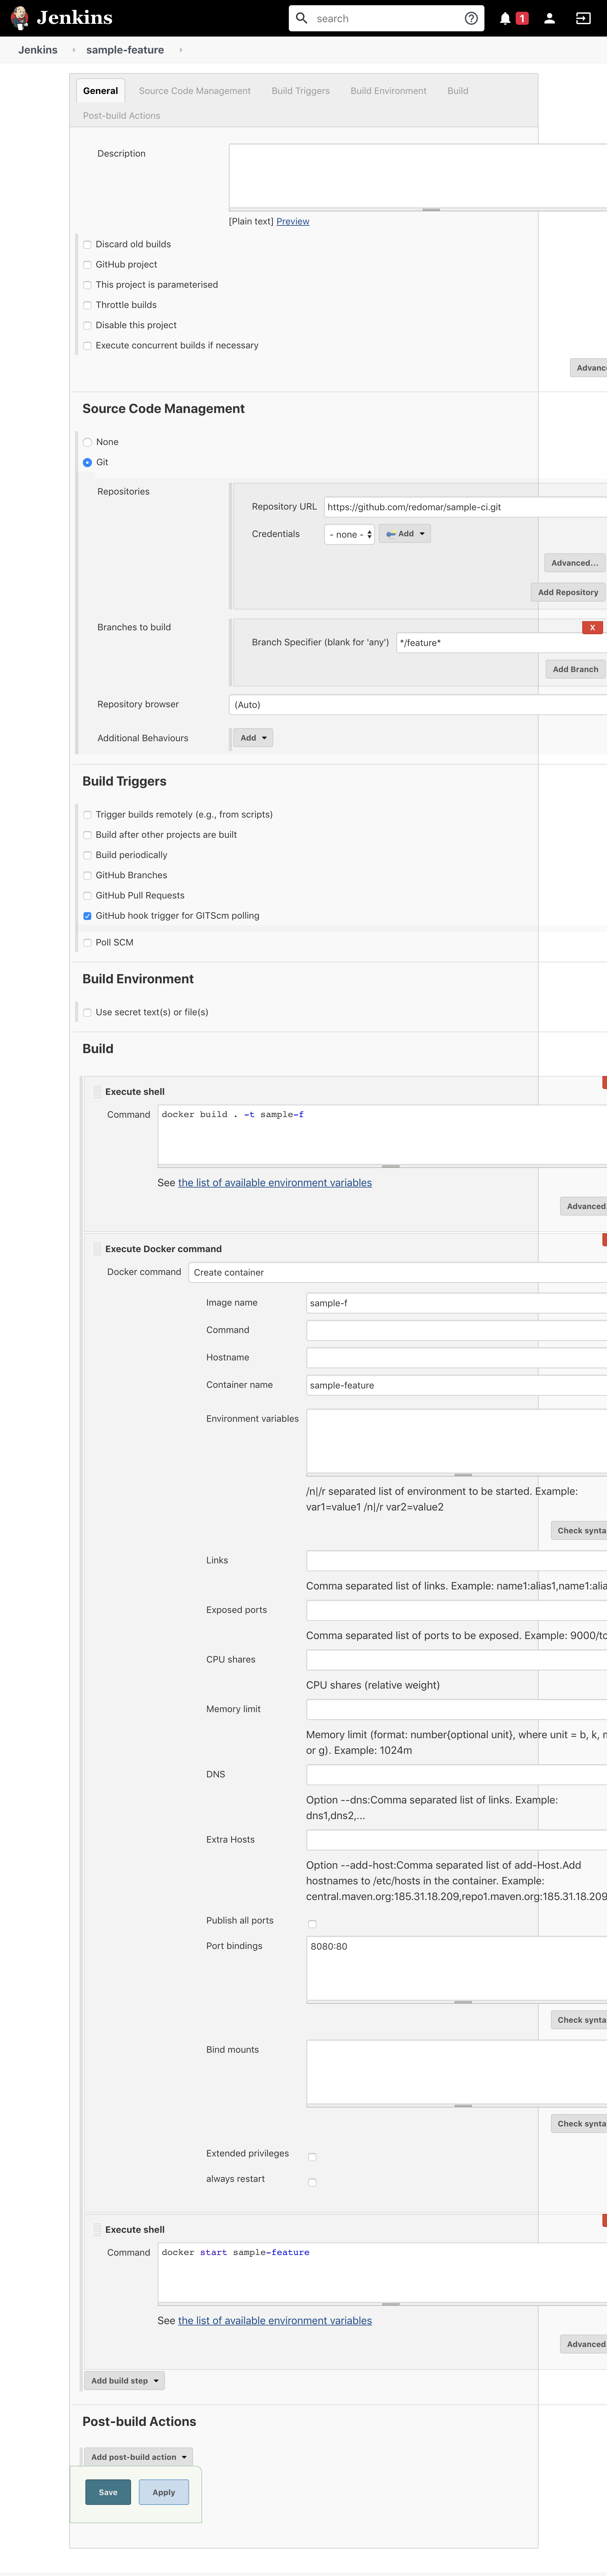 Jenkins
search
1
Jenkins
sample-feature
General
Source Code Management
Build Triggers
Build Environment
Build
Post-build Actions
Description
[Plain text] Preview
Discard old builds
GitHub project
This project is parameterised
Throttle builds
Disable this project
Execute concurrent builds if necessary
Advanc
Source Code Management
None
Git
Repositories
Repository URL
https://github.com/redomar/sample-ci.git
Credentials
- none -
Add
Advanced...
Add Repository
Branches to build
X
Branch Specifier (blank for 'any')
*/feature*
Add Branch
Repository browser
(Auto)
Additional Behaviours
Add
Build Triggers
Trigger builds remotely (e.g., from scripts)
Build after other projects are built
Build periodically
GitHub Branches
GitHub Pull Requests
GitHub hook trigger for GITScm polling
Poll SCM
Build Environment
Use secret text(s) or file(s)
Build
Execute shell
Command
docker build . -t sample-f
See the list of available environment variables
Advanced.
Execute Docker command
Docker command
Create container
Image name
sample-f
Command
Hostname
Container name
sample-feature
Environment variables
/n|/r separated list of environment to be started. Example:
var1=value1 /n|/r var2=value2
Check synta
Links
Comma separated list of links. Example: name1:alias1,name1:alia
Exposed ports
Comma separated list of ports to be exposed. Example: 9000/tc
CPU shares
CPU shares (relative weight)
Memory limit
Memory limit (format: number{optional unit}, where unit = b, k, m
or g). Example: 1024m
DNS
Option --dns:Comma separated list of links. Example:
dns1,dns2,...
Extra Hosts
Option --add-host:Comma separated list of add-Host.Add
hostnames to /etc/hosts in the container. Example:
central.maven.org:185.31.18.209,repo1.maven.org:185.31.18.209
Publish all ports
Port bindings
8080:80
Check synta
Bind mounts
Check synta
Extended privileges
always restart
Execute shell
Command
docker start sample-feature
See the list of available environment variables
Advanced.
Add build step
Post-build Actions
Add post-build action
Save
Apply